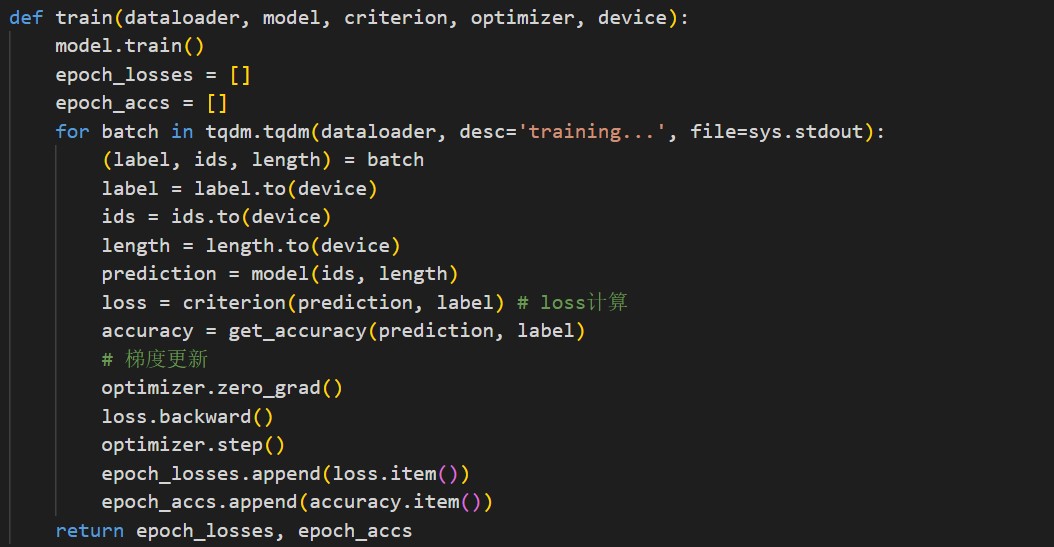 def train(dataloader, model, criterion, optimizer, device):
    model.train()
    epoch_losses = []
    epoch_accs = []
    for batch in tqdm.tqdm(dataloader, desc='training...', file=sys.stdout):
        (label, ids, length) = batch
        label = label.to(device)
        ids = ids.to(device)
        length = length.to(device)
        prediction = model(ids, length)
        loss = criterion(prediction, label) # loss计算
        accuracy = get_accuracy(prediction, label)
        # 梯度更新
        optimizer.zero_grad()
        loss.backward()
        optimizer.step()
        epoch_losses.append(loss.item())
        epoch_accs.append(accuracy.item())
    return epoch_losses, epoch_accs